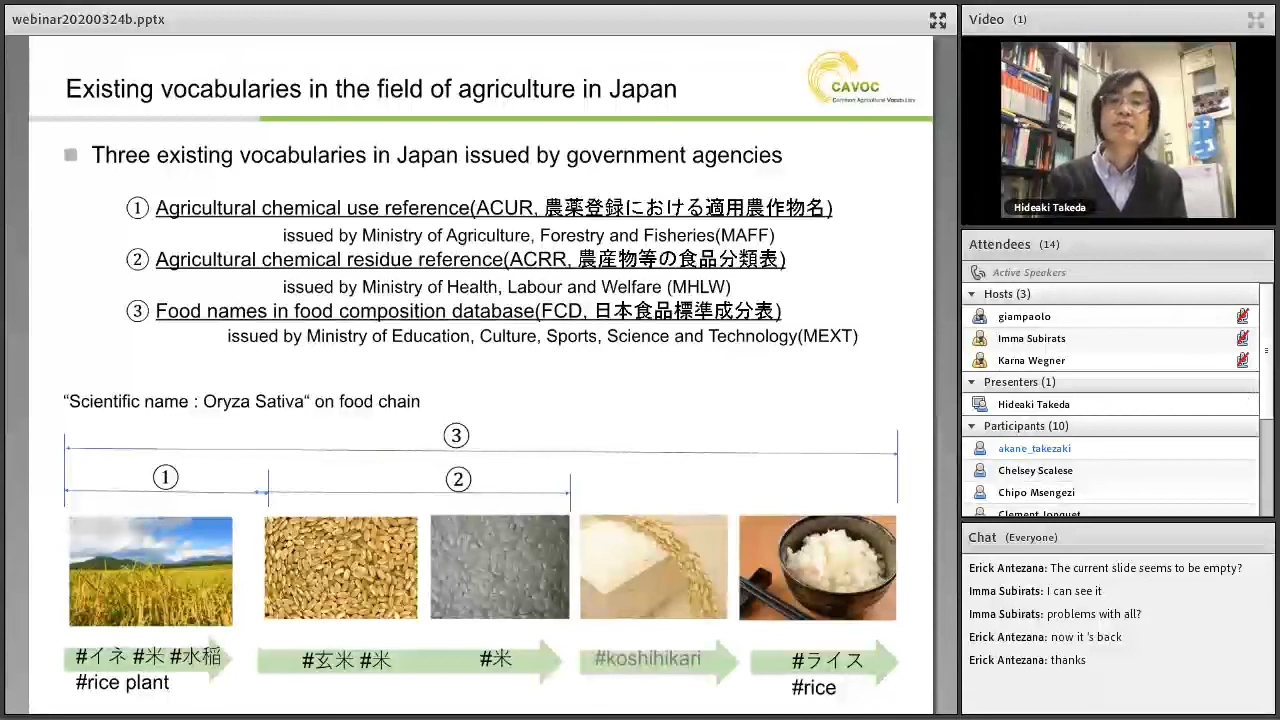 webinar20200324b.pptx
Existing vocabularies in the field of agriculture in Japan
CAVOC
Common Agricultural Vocabulary
Three existing vocabularies in Japan issued by government agencies
① Agricultural chemical use reference(ACUR, 農薬登録における適用農作物名)
issued by Ministry of Agriculture, Forestry and Fisheries(MAFF)
② Agricultural chemical residue reference(ACRR, 農産物等の食品分類表)
issued by Ministry of Health, Labour and Welfare (MHLW)
③ Food names in food composition database(FCD, 日本食品標準成分表)
issued by Ministry of Education, Culture, Sports, Science and Technology(MEXT)
“Scientific name : Oryza Sativa“ on food chain
③
① ②
#イネ #米 #水稲
#rice plant
#玄米 #米
#米
#koshihikari
#ライス
#rice
Video (1)
Hideaki Takeda
Attendees (14)
Active Speakers
Hosts (3)
giampaolo
Imma Subirats
Karna Wegner
Presenters (1)
Hideaki Takeda
Participants (10)
akane_takezaki
Chelsey Scalese
Chipo Msengezi
Clement Jonquet
Chat (Everyone)
Erick Antezana: The current slide seems to be empty?
Imma Subirats: I can see it
Imma Subirats: problems with all?
Erick Antezana: now it 's back
Erick Antezana: thanks